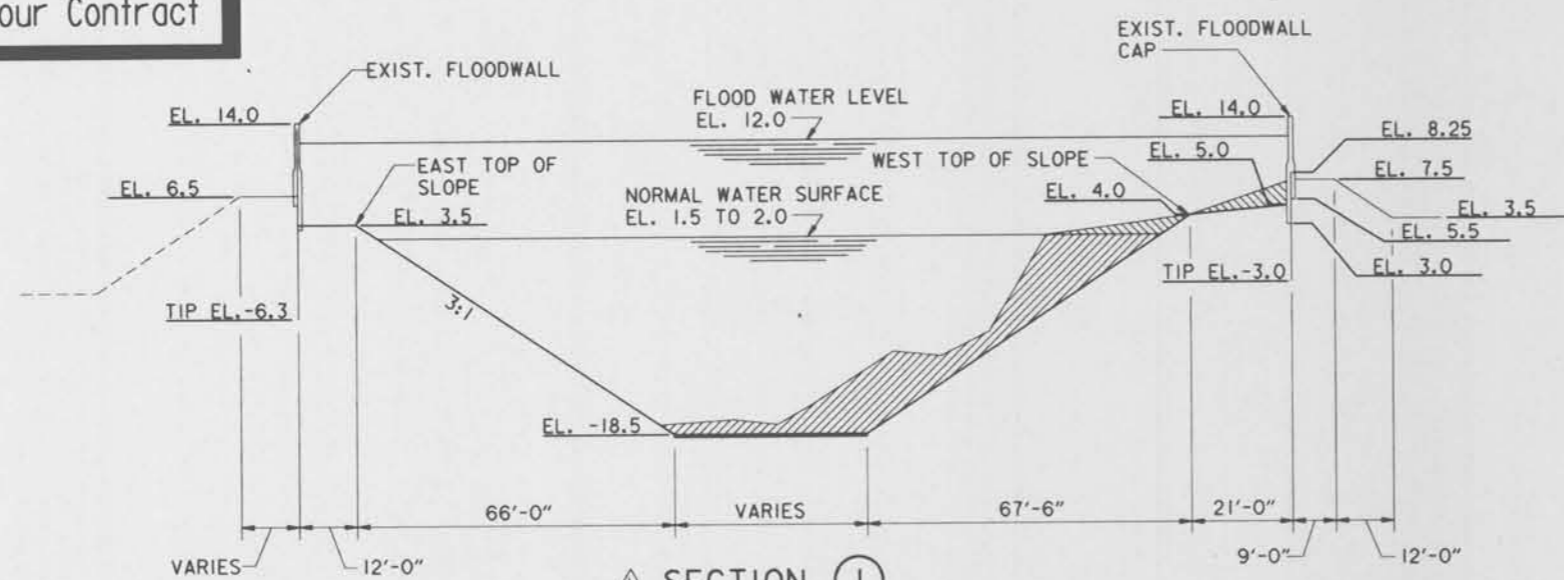 our Contract
EXIST. FLOODWALL
CAP
EXIST. FLOODWALL
EL. 14.0
FLOOD WATER LEVEL
EL. 12.0
EL. 14.0
EL. 8.25
EAST TOP OF
SLOPE
WEST TOP OF SLOPE
EL. 5.0
EL. 7.5
EL. 6.5
NORMAL WATER SURFACE
EL. 1.5 TO 2.0
EL. 4.0
EL. 3.5
EL. 3.5
EL. 5.5
TIP EL.-3.0
EL. 3.0
TIP EL.-6.3
3:1
EL. -18.5
66'-0"
VARIES
67'-6"
21'-0"
VARIES
12'-0"
9'-0"
12'-0"
SECTION 1